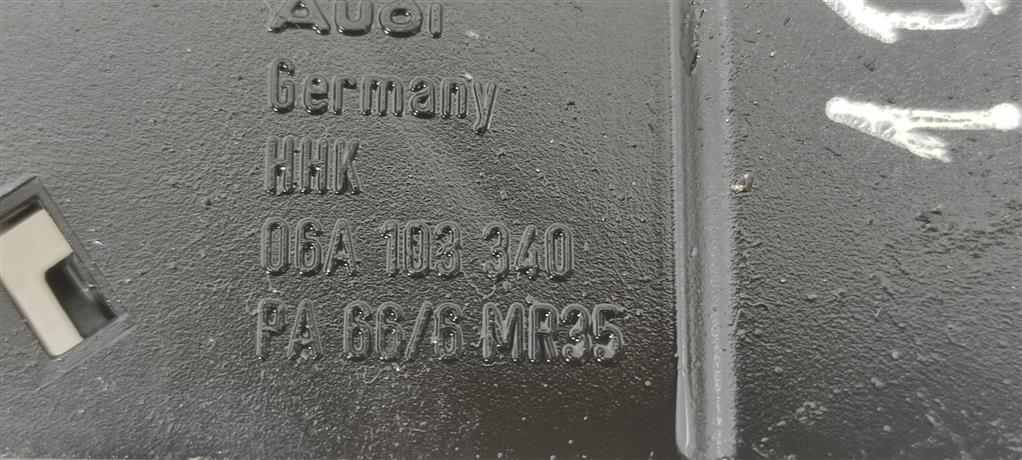 Audi
Germany
HHK
06A 103 340
PA 66/6 MR35